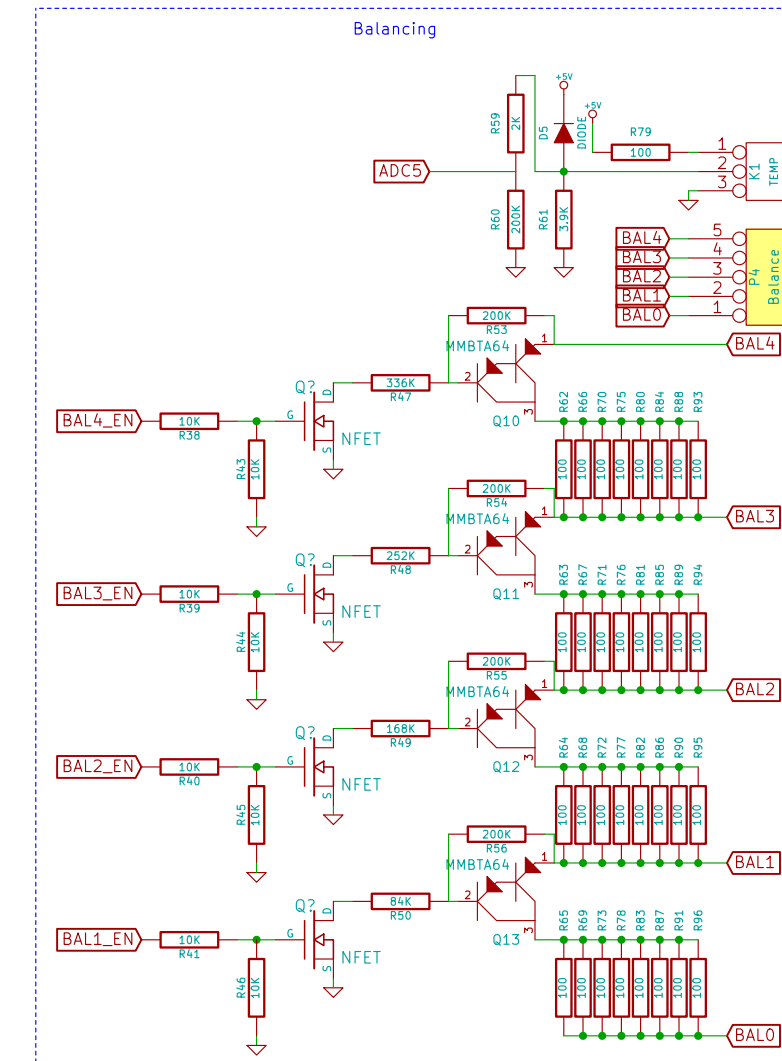 Balancing
+5V
+5V
R59
2K
D5
DIODE
R79
100
1
2
3
K1
TEMP
ADC5
R60
200K
R61
3.9K
BAL4
BAL3
BAL2
BAL1
BAL0
5
4
3
2
1
P4
Balance
200K
R53
MMBTA64
1
2
3
Q10
BAL4
336K
R47
Q?
D
G
S
NFET
BAL4_EN
10K
R38
R43
10K
R62 R66 R70 R75 R80 R84 R88 R93
100 100 100 100 100 100 100 100
BAL3
200K
R54
MMBTA64
1
2
3
Q11
252K
R48
Q?
D
G
S
NFET
BAL3_EN
10K
R39
R44
10K
R63 R67 R71 R76 R81 R85 R89 R94
100 100 100 100 100 100 100 100
BAL2
200K
R55
MMBTA64
1
2
3
Q12
168K
R49
Q?
D
G
S
NFET
BAL2_EN
10K
R40
R45
10K
R64 R68 R72 R77 R82 R86 R90 R95
100 100 100 100 100 100 100 100
BAL1
200K
R56
MMBTA64
1
2
3
Q13
84K
R50
Q?
D
G
S
NFET
BAL1_EN
10K
R41
R46
10K
R65 R69 R73 R78 R83 R87 R91 R96
100 100 100 100 100 100 100 100
BAL0